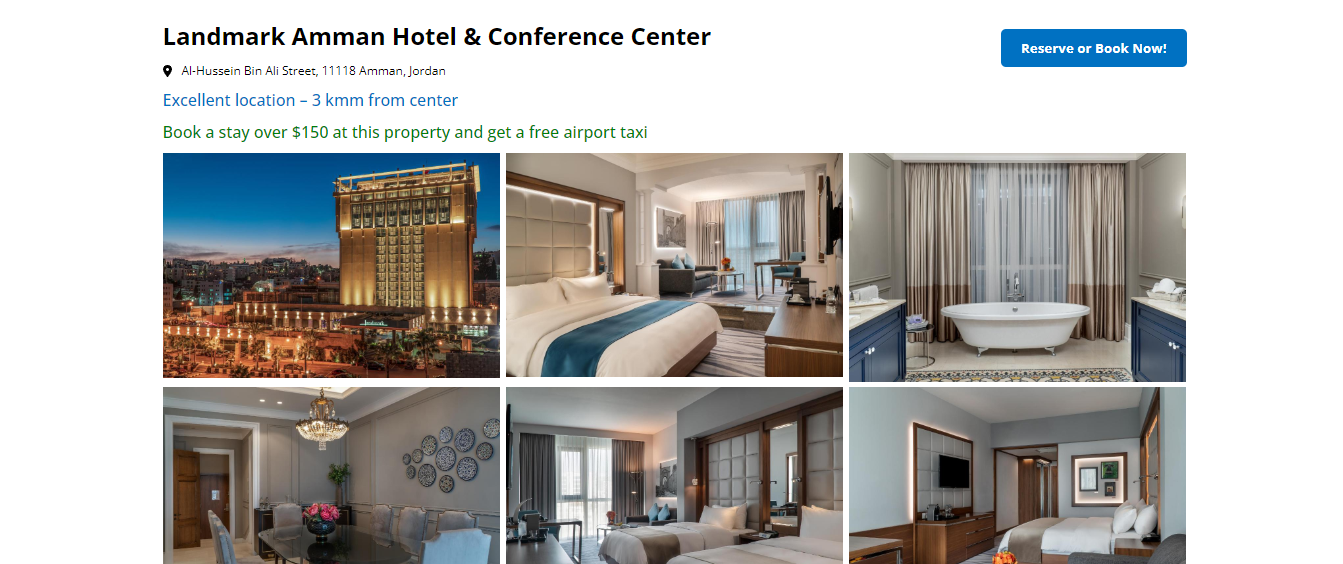 Landmark Amman Hotel & Conference Center
Reserve or Book Now!
Al-Hussein Bin Ali Street, 11118 Amman, Jordan
Excellent location – 3 kmm from center
Book a stay over $150 at this property and get a free airport taxi